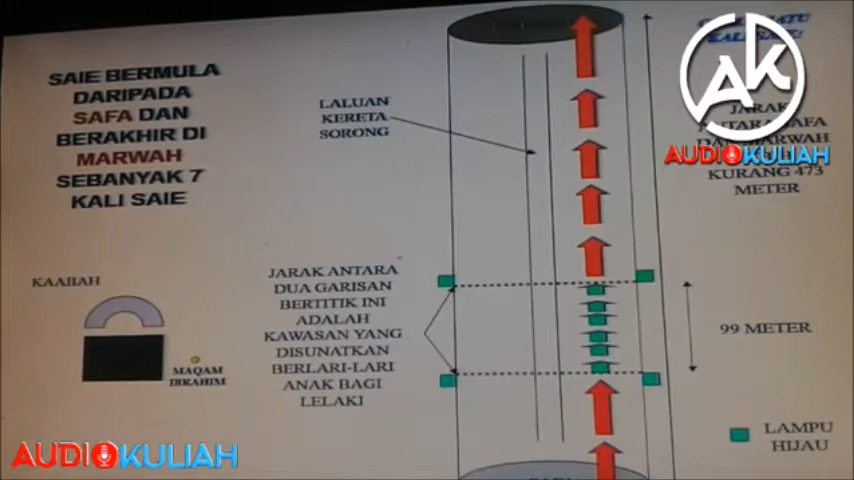 SAIE BERMULA
DARIPADA
SAFA DAN
BERAKHIR DI
MARWAH
SEBANYAK 7
KALI SAIE
LALUAN
KERETA
SORONG
AK
JARAK
MARWAH
KURANG 473
METER
AUDIOKULIAH
KAABAH
MAQAM
IBRAHIM
JARAK ANTARA
DUA GARISAN
BERTITIK INI
ADALAH
KAWASAN YANG
DISUNATKAN
BERLARI-LARI
ANAK BAGI
LELAKI
99 METER
LAMPU
HIJAU
AUDIOKULIAH